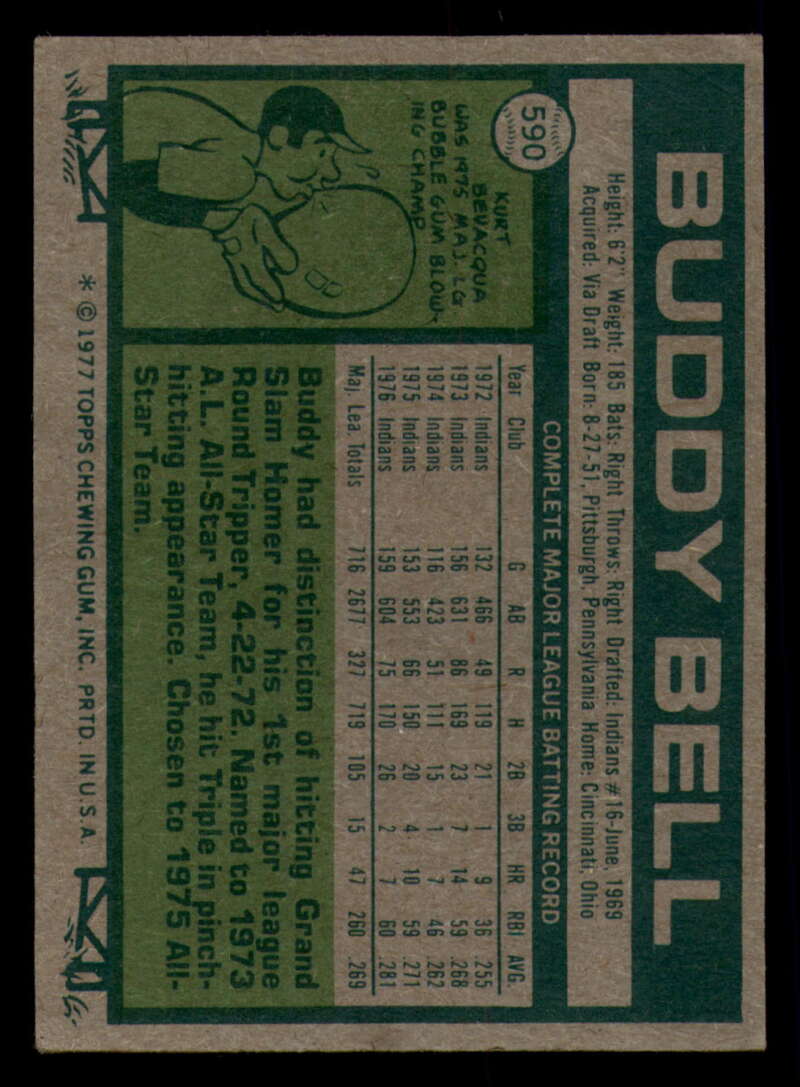 BUDDY BELL
590
Height: 6'2" Weight: 185 Bats: Right Throws: Right Drafted: Indians #16-June, 1969
Acquired: Via Draft Born: 8-27-51, Pittsburgh, Pennsylvania Home: Cincinnati, Ohio
COMPLETE MAJOR LEAGUE BATTING RECORD
Year Club G AB R H 2B 3B HR RBI AVG.
1972 Indians 132 466 49 119 21 1 9 36 .255
1973 Indians 156 631 86 169 23 7 14 59 .268
1974 Indians 116 423 51 111 15 1 7 46 .262
1975 Indians 153 553 66 150 20 4 10 59 .271
1976 Indians 159 604 75 170 26 2 7 60 .281
Maj. Lea. Totals 716 2677 327 719 105 15 47 260 .269
KURT
BEVACQUA
WAS 1975 MAJ. LG
BUBBLE GUM BLOW-
ING CHAMP
Buddy had distinction of hitting Grand
Slam Homer for his 1st major league
Round Tripper, 4-22-72. Named to 1973
A.L. All-Star Team, he hit Triple in pinch-
hitting appearance. Chosen to 1975 All-
Star Team.
* © 1977 TOPPS CHEWING GUM, INC. PRTD. IN U.S.A.